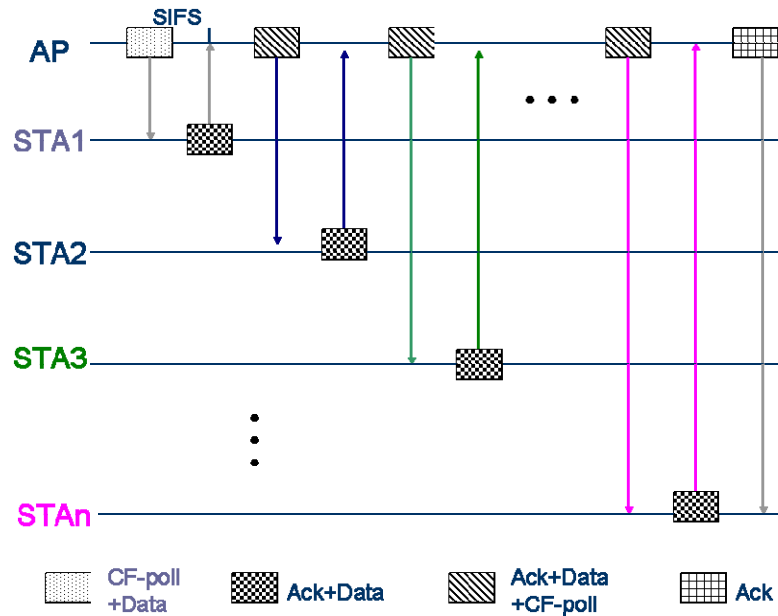 SIFS
AP
STA1
STA2
STA3
STAn
CF-poll
+Data
Ack+Data
Ack+Data
+CF-poll
Ack